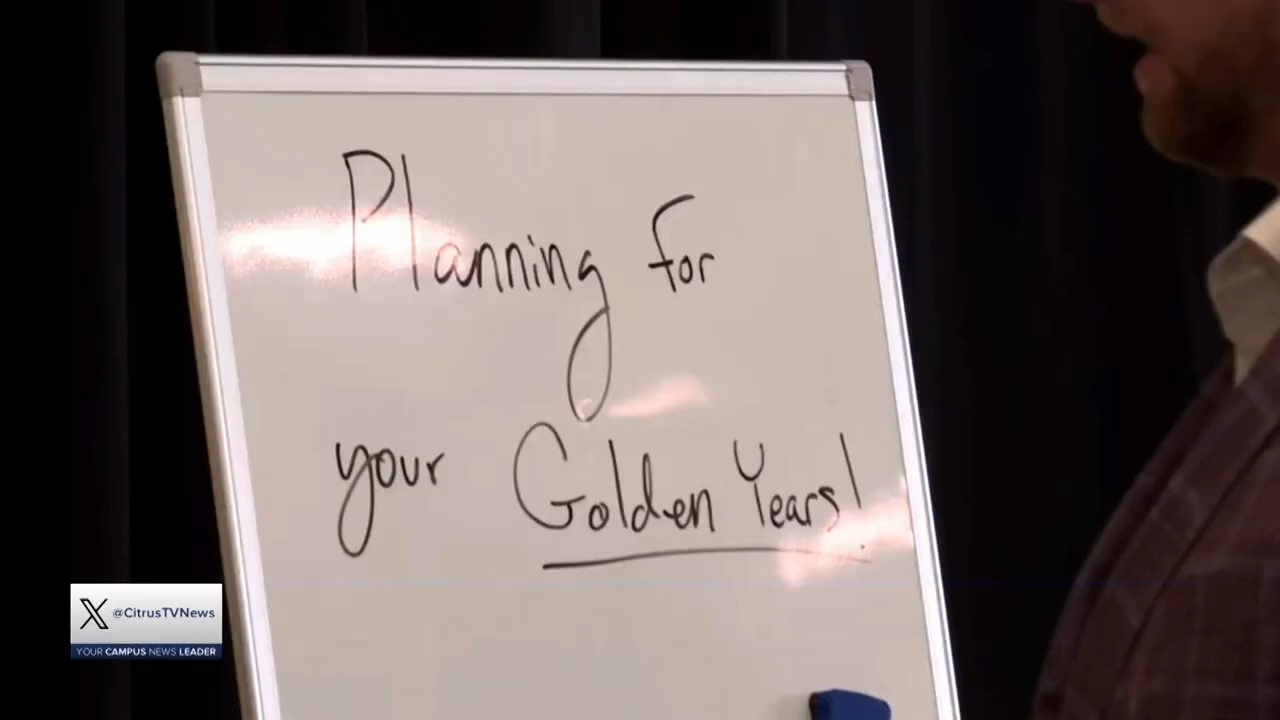 Planning for
your Golden Years!
X @CitrusTVNews
YOUR CAMPUS NEWS LEADER